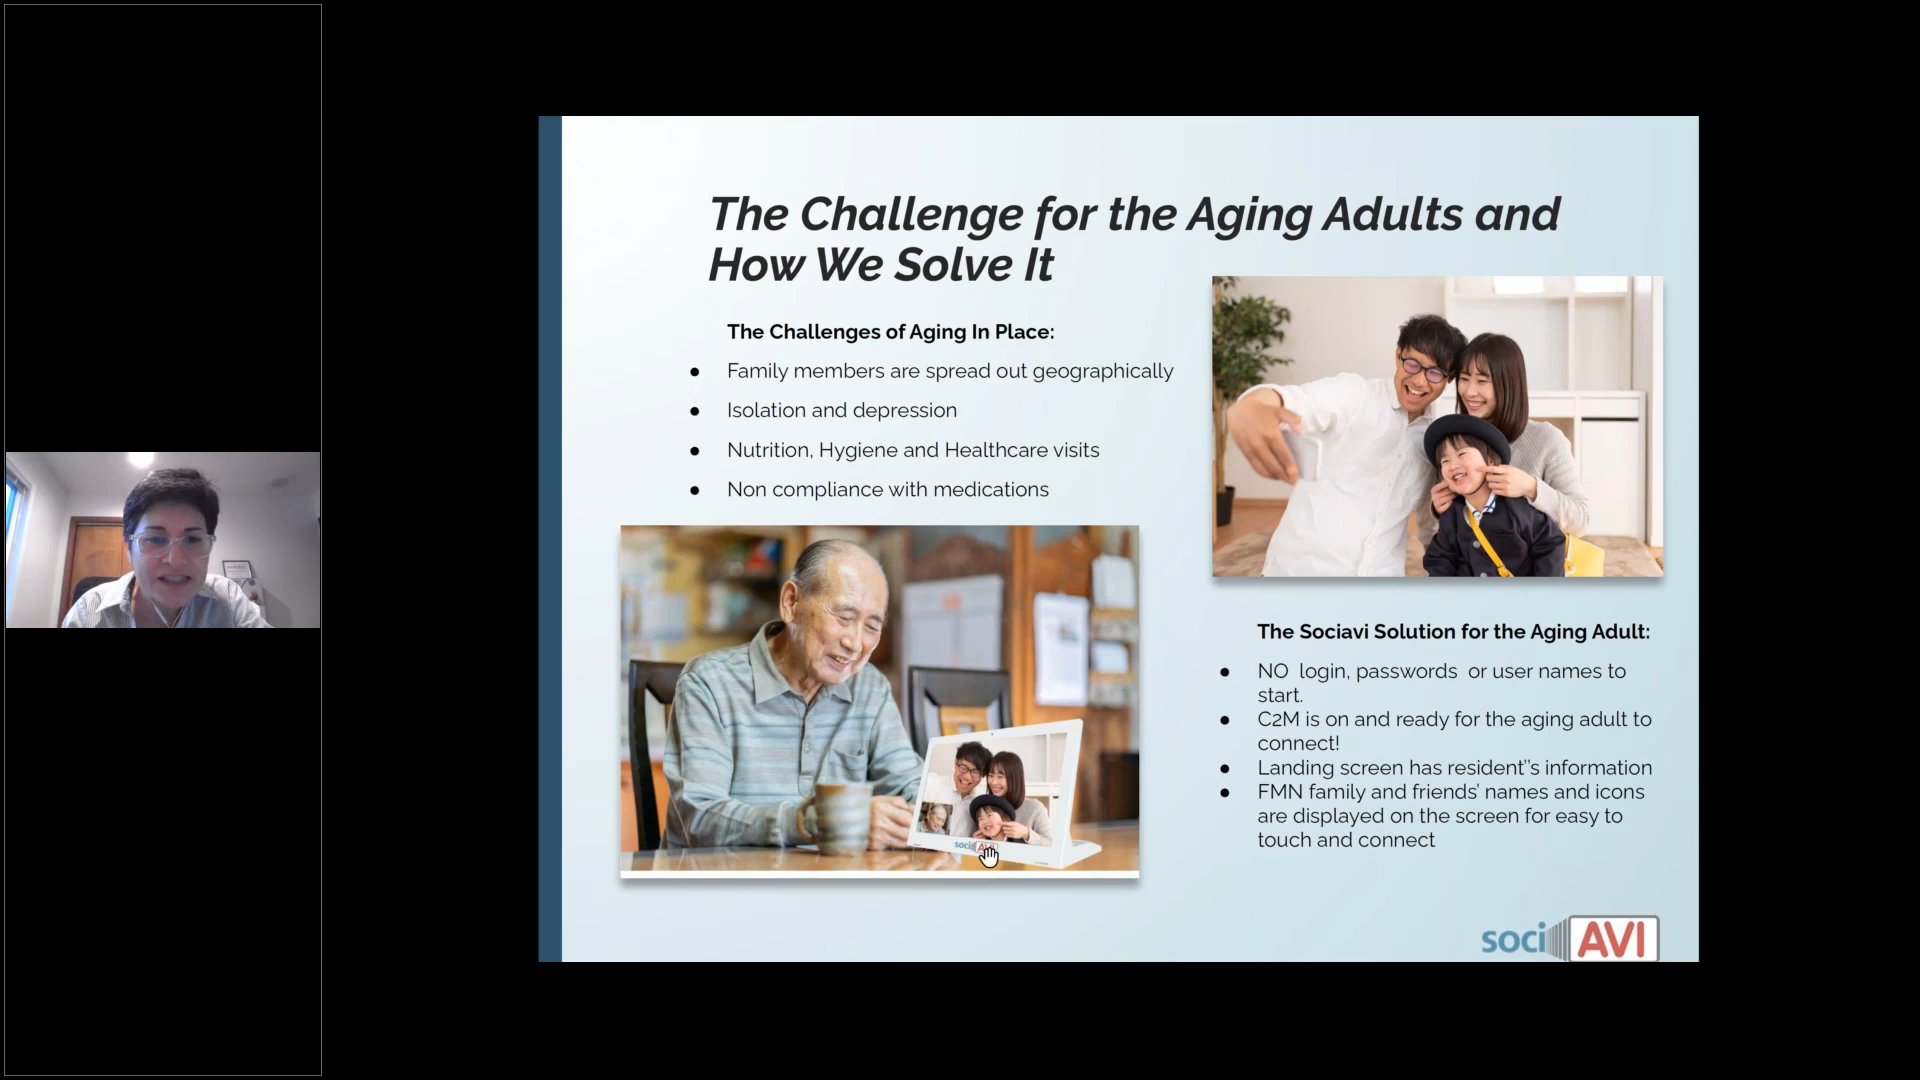 The Challenge for the Aging Adults and
How We Solve It
The Challenges of Aging In Place:
● Family members are spread out geographically
● Isolation and depression
● Nutrition, Hygiene and Healthcare visits
● Non compliance with medications
sociAVI
The Sociavi Solution for the Aging Adult:
● NO login, passwords or user names to
start.
● C2M is on and ready for the aging adult to
connect!
● Landing screen has resident''s information
● FMN family and friends' names and icons
are displayed on the screen for easy to
touch and connect
sociAVI